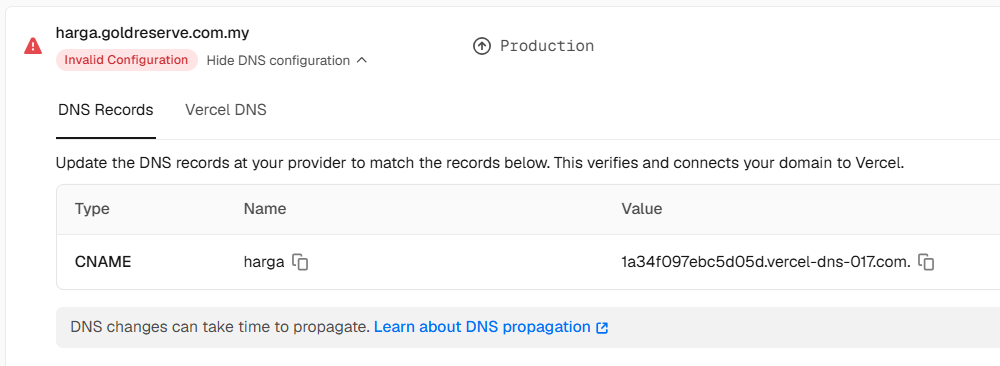 harga.goldreserve.com.my
Invalid Configuration Hide DNS configuration
Production
DNS Records Vercel DNS
Update the DNS records at your provider to match the records below. This verifies and connects your domain to Vercel.
Type Name Value
CNAME harga 1a34f097ebc5d05d.vercel-dns-017.com.
DNS changes can take time to propagate. Learn about DNS propagation